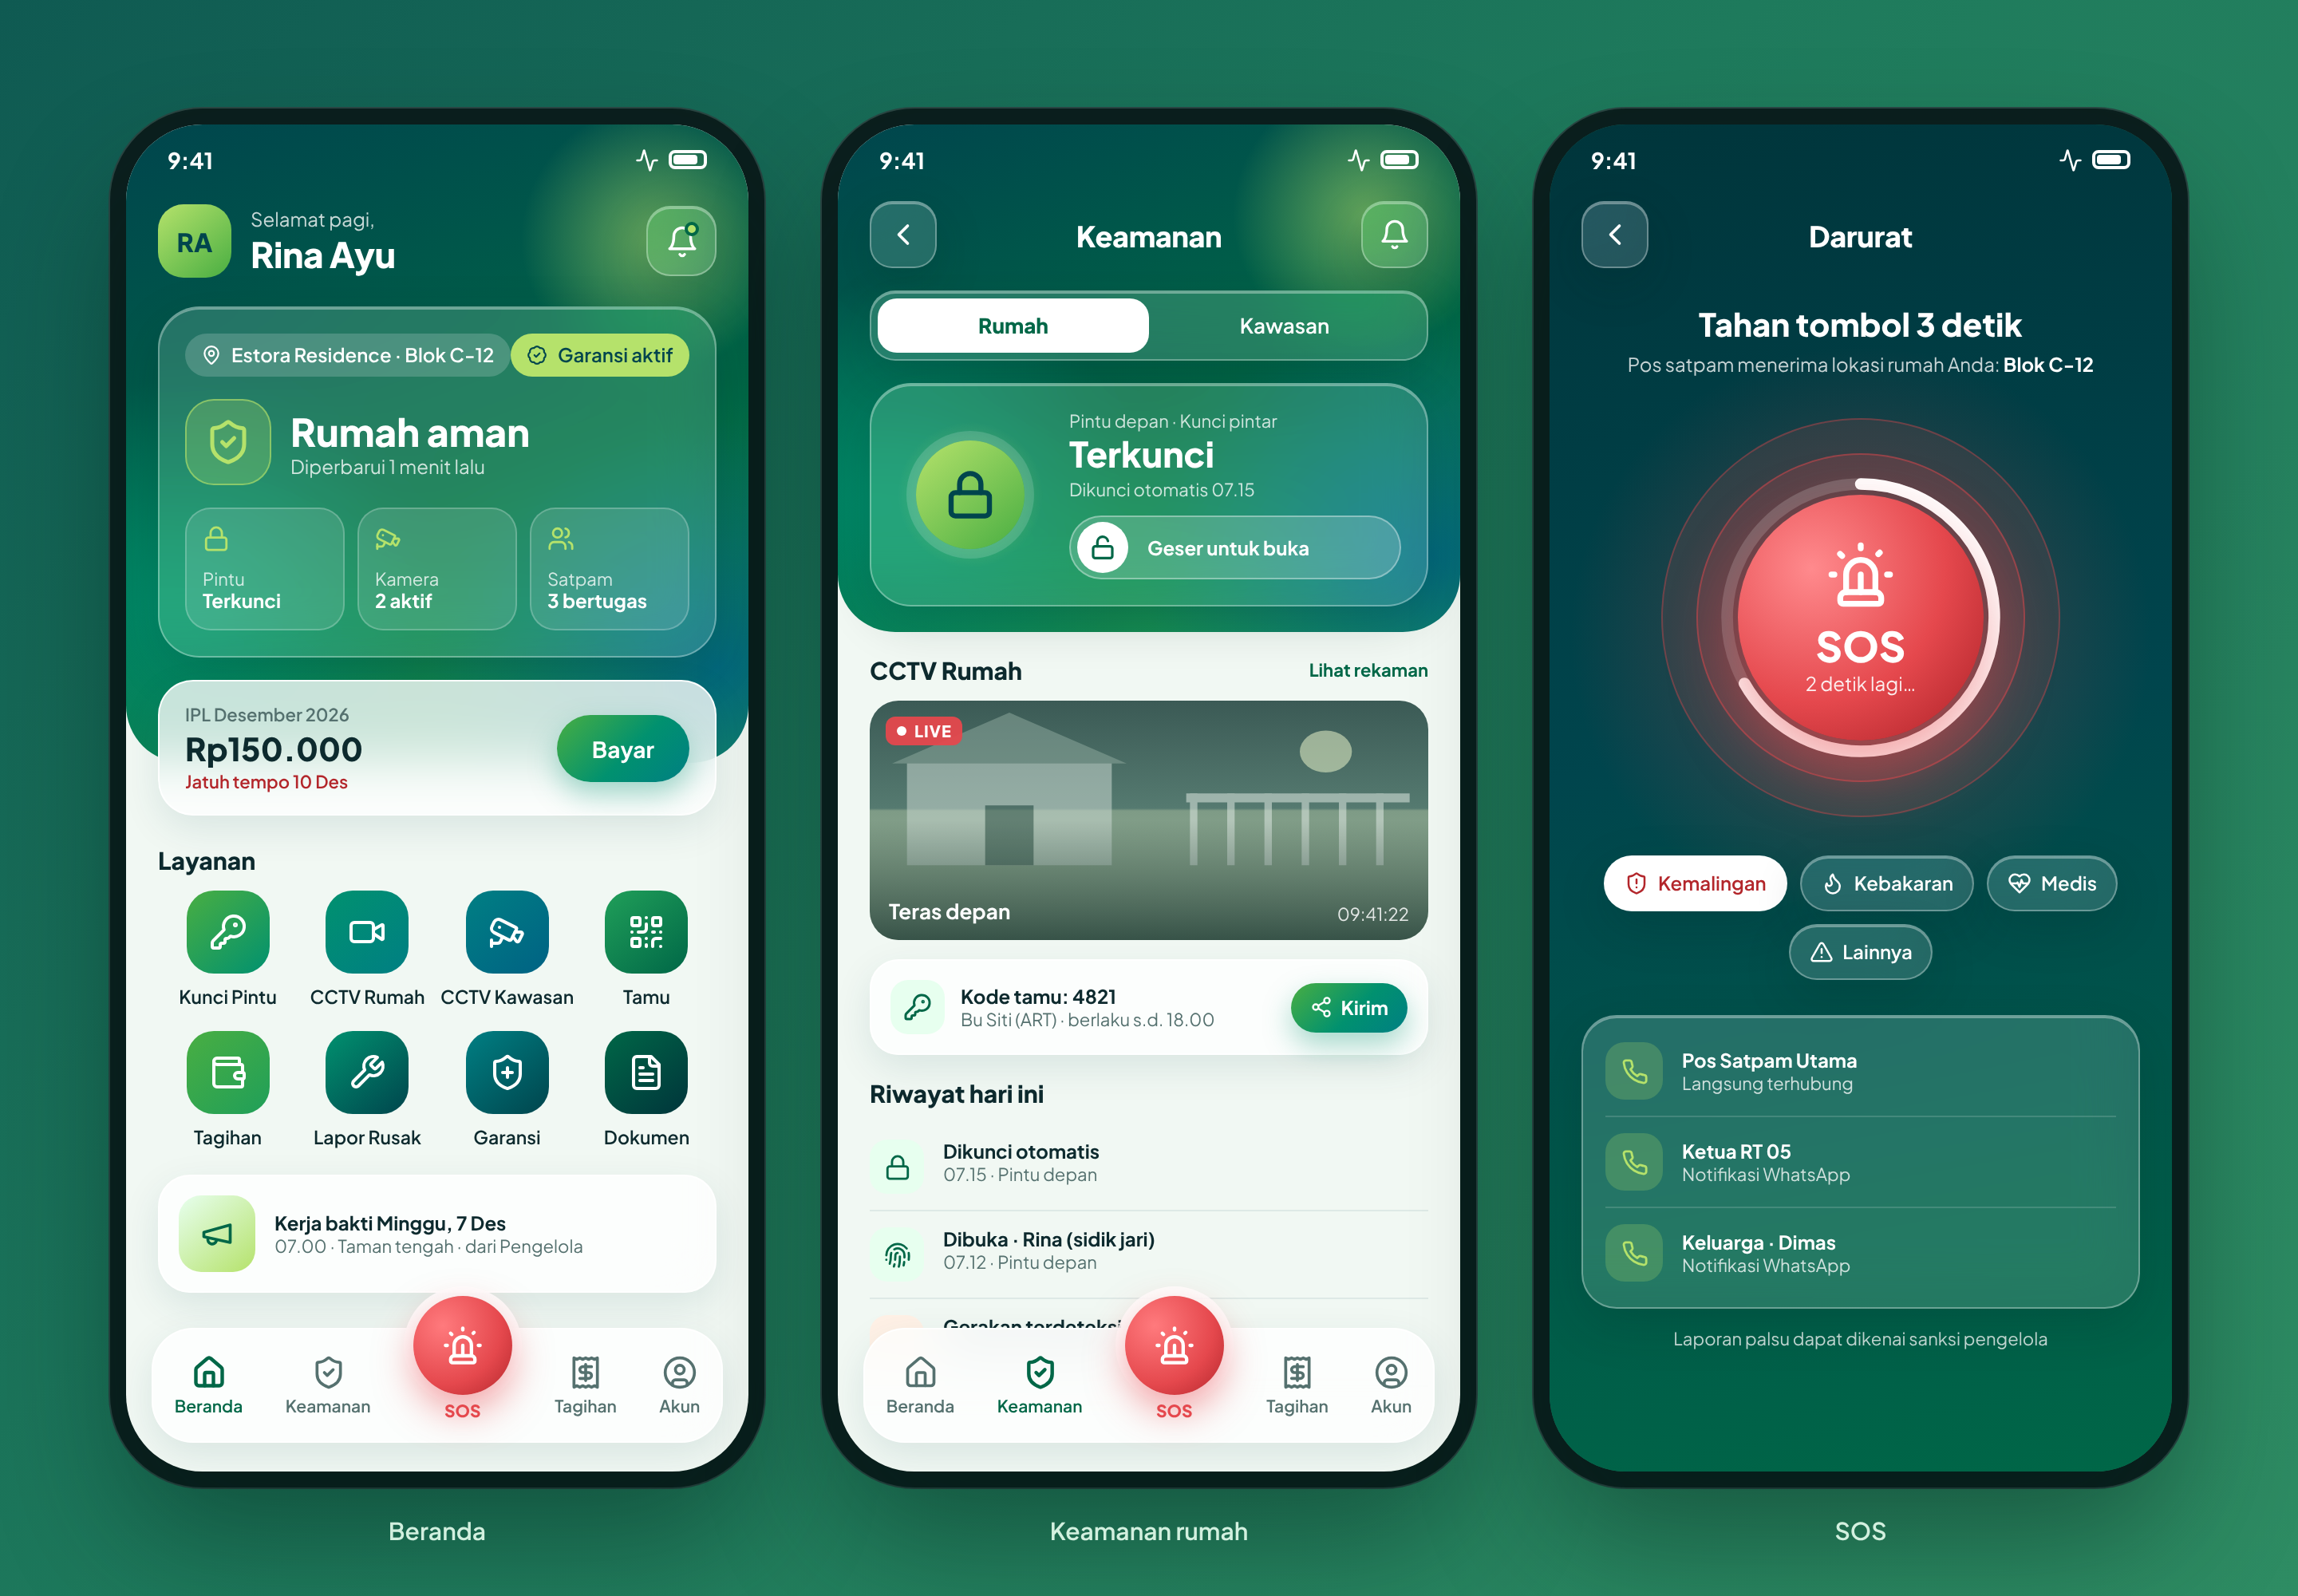 9:41
RA
Selamat pagi,
Rina Ayu
Estora Residence · Blok C-12
Garansi aktif
Rumah aman
Diperbarui 1 menit lalu
Pintu
Terkunci
Kamera
2 aktif
Satpam
3 bertugas
IPL Desember 2026
Rp150.000
Jatuh tempo 10 Des
Bayar
Layanan
Kunci Pintu
CCTV Rumah
CCTV Kawasan
Tamu
Tagihan
Lapor Rusak
Garansi
Dokumen
Kerja bakti Minggu, 7 Des
07.00 · Taman tengah · dari Pengelola
Beranda
Keamanan
SOS
Tagihan
Akun
Beranda
9:41
Keamanan
Rumah
Kawasan
Pintu depan · Kunci pintar
Terkunci
Dikunci otomatis 07.15
Geser untuk buka
CCTV Rumah
Lihat rekaman
LIVE
Teras depan
09:41:22
Kode tamu: 4821
Bu Siti (ART) · berlaku s.d. 18.00
Kirim
Riwayat hari ini
Dikunci otomatis
07.15 · Pintu depan
Dibuka · Rina (sidik jari)
07.12 · Pintu depan
Gerakan terdeteksi
Beranda
Keamanan
SOS
Tagihan
Akun
Keamanan rumah
9:41
Darurat
Tahan tombol 3 detik
Pos satpam menerima lokasi rumah Anda: Blok C-12
SOS
2 detik lagi...
Kemalingan
Kebakaran
Medis
Lainnya
Pos Satpam Utama
Langsung terhubung
Ketua RT 05
Notifikasi WhatsApp
Keluarga · Dimas
Notifikasi WhatsApp
Laporan palsu dapat dikenai sanksi pengelola
SOS